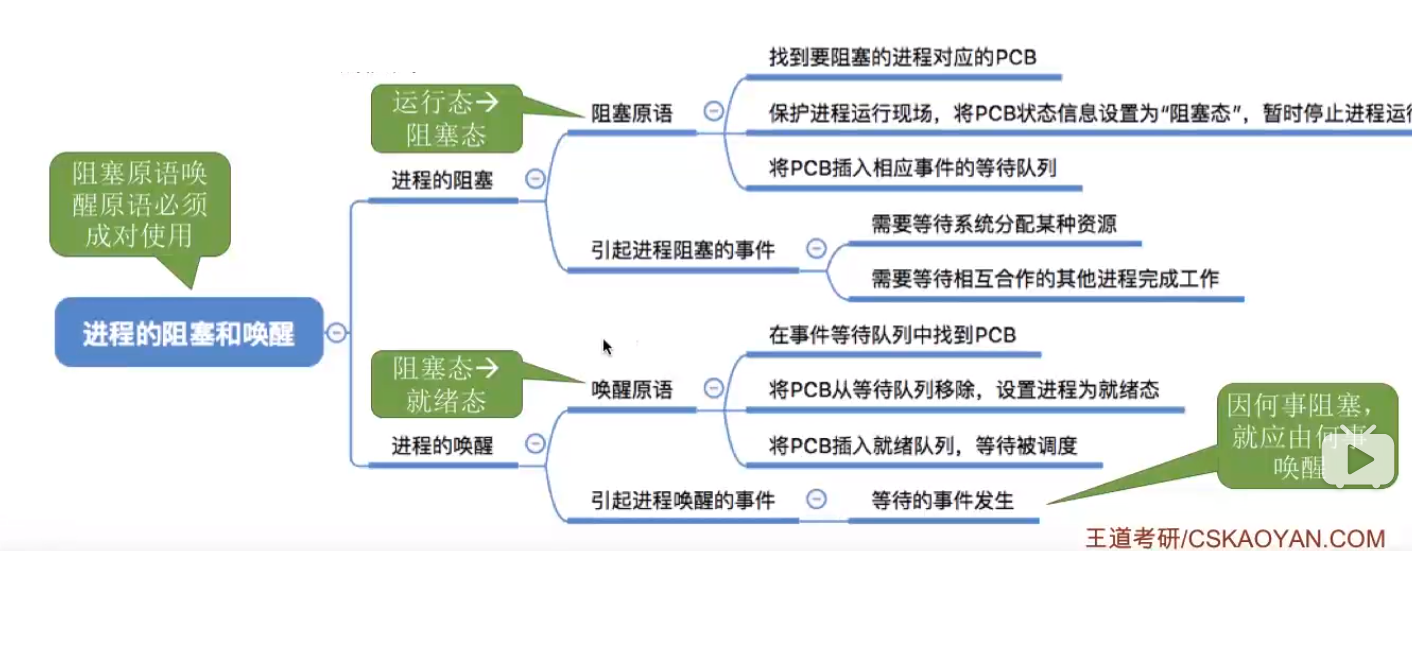 找到要阻塞的进程对应的PCB
运行态→
阻塞态
阻塞原语
保护进程运行现场，将PCB状态信息设置为“阻塞态”，暂时停止进程运行
将PCB插入相应事件的等待队列
进程的阻塞
阻塞原语唤
醒原语必须
成对使用
引起进程阻塞的事件
需要等待系统分配某种资源
需要等待相互合作的其他进程完成工作
进程的阻塞和唤醒
在事件等待队列中找到PCB
阻塞态→
就绪态
唤醒原语
将PCB从等待队列移除，设置进程为就绪态
将PCB插入就绪队列，等待被调度
进程的唤醒
因何事阻塞，
就应由何事
唤醒
引起进程唤醒的事件
等待的事件发生
王道考研/CSKAOYAN.COM